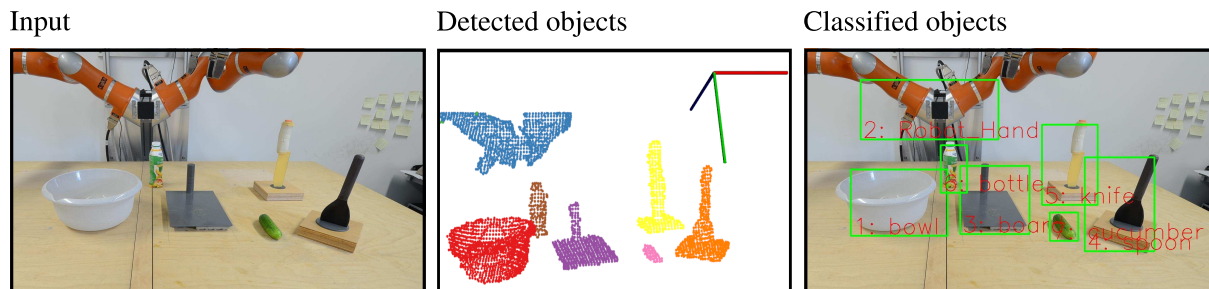 Input
Detected objects
Classified objects
2: Robot_Hand
6: bottle
5: knife
1: bowl
3: board
cucumber
4: spoon